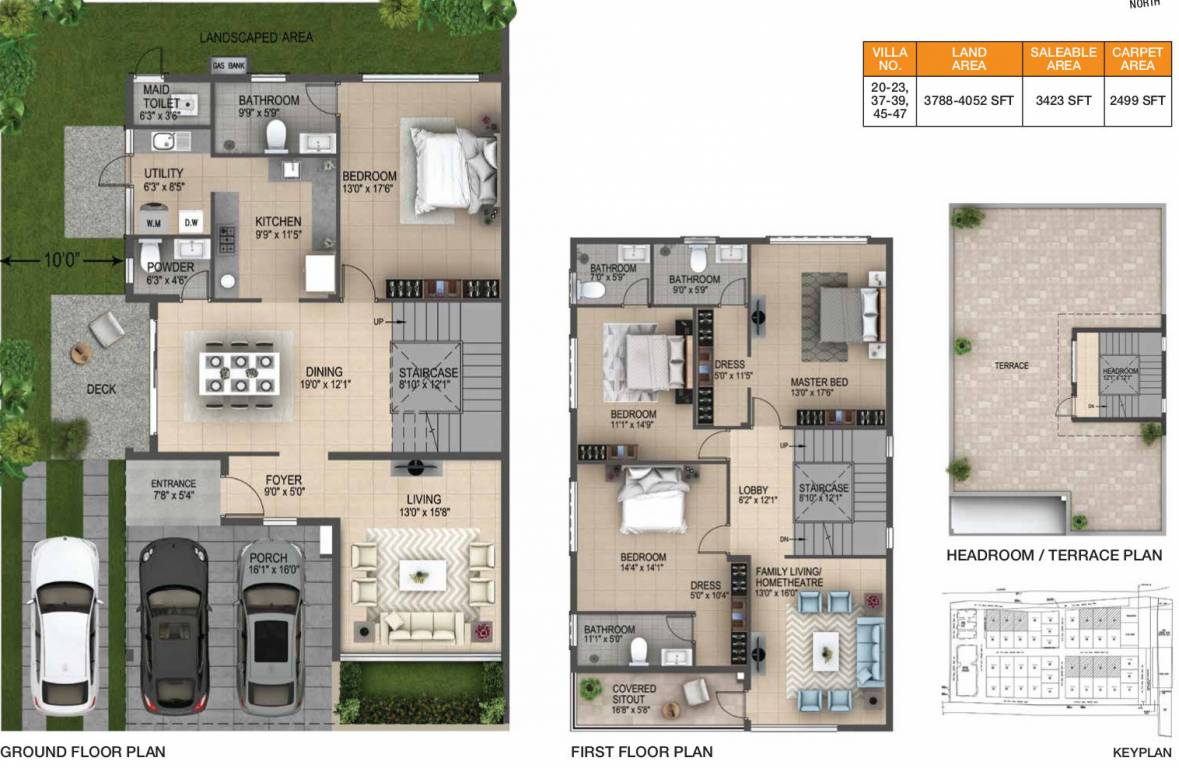 NORTH
VILLA NO.
LAND AREA
SALEABLE AREA
CARPET AREA
20-23, 37-39, 45-47
3788-4052 SFT
3423 SFT
2499 SFT
LANDSCAPED AREA
GAS BANK
MAID
TOILET
6'3" x 3'6"
BATHROOM
9'9" x 5'9"
BEDROOM
13'0" x 17'6"
UTILITY
6'3" x 8'5"
W.M
D.W
KITCHEN
9'9" x 11'5"
10'0"
POWDER
6'3" x 4'6"
UP
DINING
19'0" x 12'1"
STAIRCASE
8'10" x 12'1"
DECK
ENTRANCE
7'8" x 5'4"
FOYER
9'0" x 5'0"
LIVING
13'0" x 15'8"
PORCH
16'1" x 16'0"
GROUND FLOOR PLAN
BATHROOM
7'0" x 5'9"
BATHROOM
9'0" x 5'9"
DRESS
5'0" x 11'5"
MASTER BED
13'0" x 17'6"
BEDROOM
11'1" x 14'9"
UP
LOBBY
6'2" x 12'1"
STAIRCASE
8'10" x 12'1"
DN
BEDROOM
14'4" x 14'1"
DRESS
5'0" x 10'4"
FAMILY LIVING/
HOMETHEATRE
13'0" x 16'0"
BATHROOM
11'1" x 5'0"
COVERED
SITOUT
16'8" x 5'8"
FIRST FLOOR PLAN
TERRACE
HEADROOM
12'1" x 12'1"
DN
HEADROOM / TERRACE PLAN
KEYPLAN